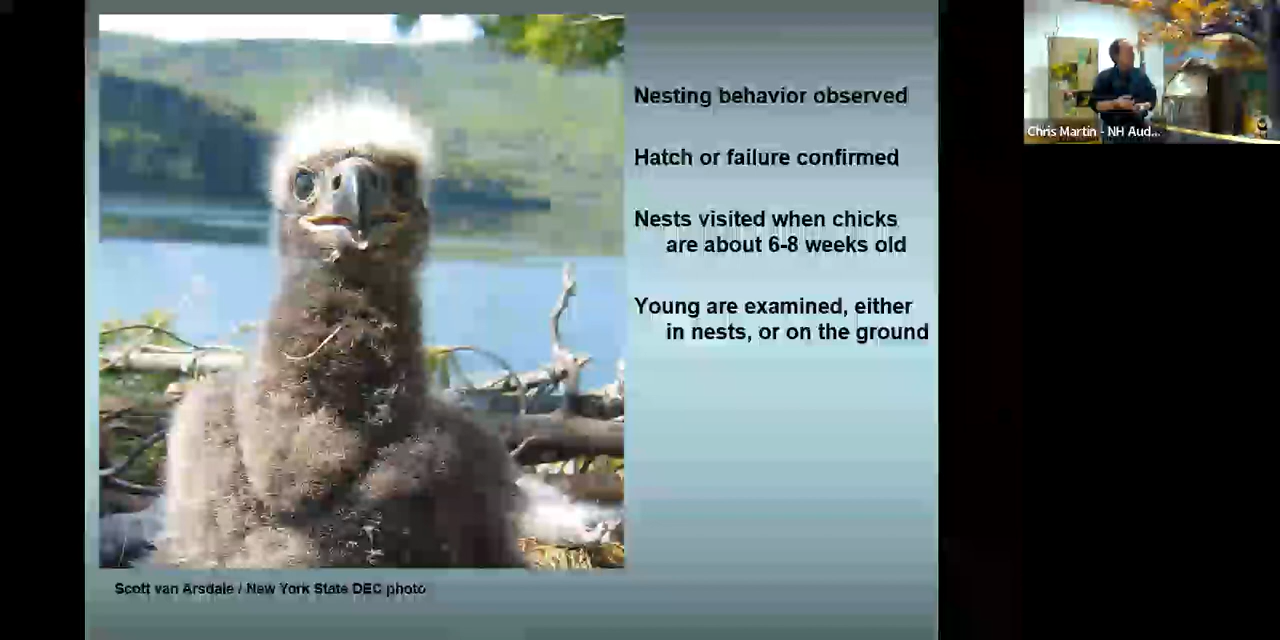 Nesting behavior observed
Hatch or failure confirmed
Nests visited when chicks
are about 6-8 weeks old
Young are examined, either
in nests, or on the ground
Scott van Arsdale / New York State DEC photo
Chris Martin - NH Aud...